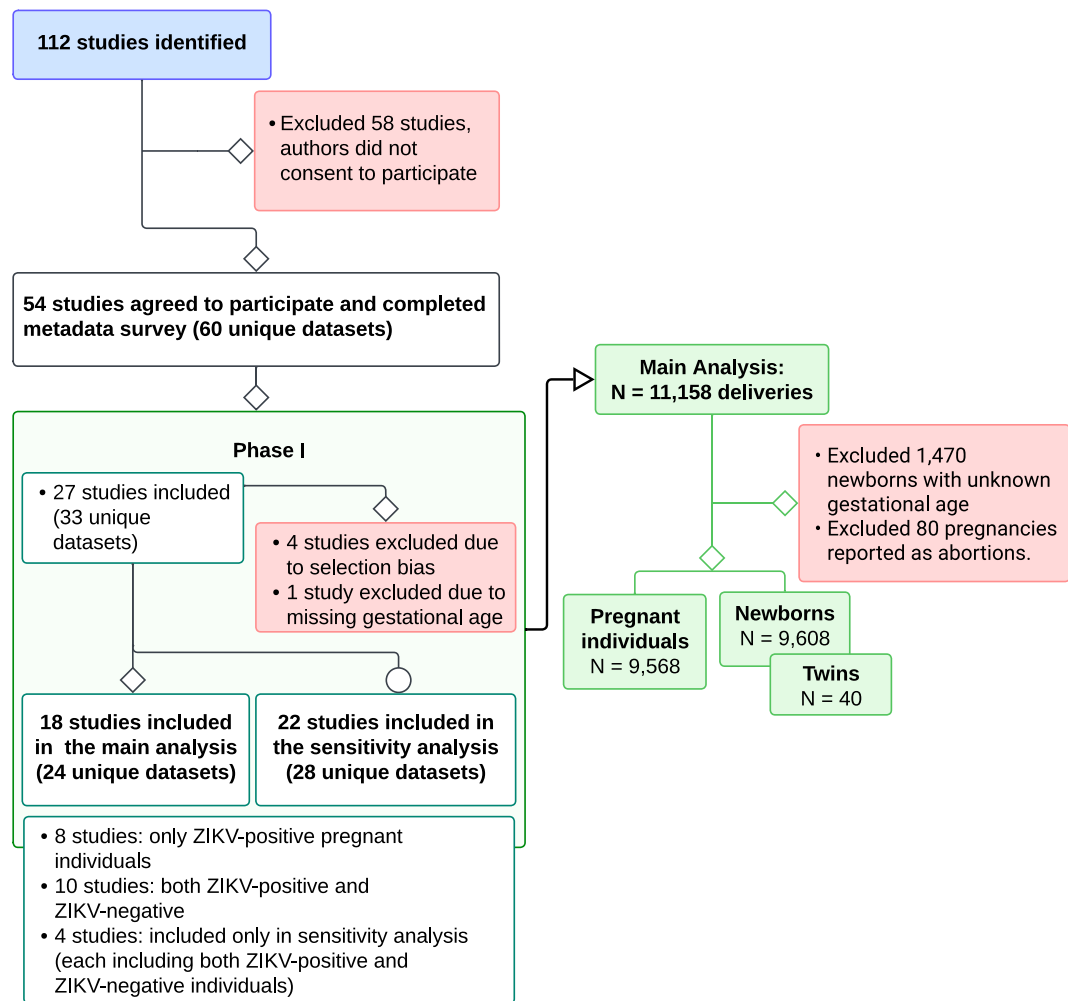 112 studies identified
• Excluded 58 studies,
authors did not
consent to participate
54 studies agreed to participate and completed
metadata survey (60 unique datasets)
Phase I
• 27 studies included
(33 unique
datasets)
• 4 studies excluded due
to selection bias
• 1 study excluded due to
missing gestational age
18 studies included
in the main analysis
(24 unique datasets)
22 studies included in
the sensitivity analysis
(28 unique datasets)
• 8 studies: only ZIKV-positive pregnant
individuals
• 10 studies: both ZIKV-positive and
ZIKV-negative
• 4 studies: included only in sensitivity analysis
(each including both ZIKV-positive and
ZIKV-negative individuals)
Main Analysis:
N = 11,158 deliveries
• Excluded 1,470
newborns with unknown
gestational age
• Excluded 80 pregnancies
reported as abortions.
Pregnant
individuals
N = 9,568
Newborns
N = 9,608
Twins
N = 40